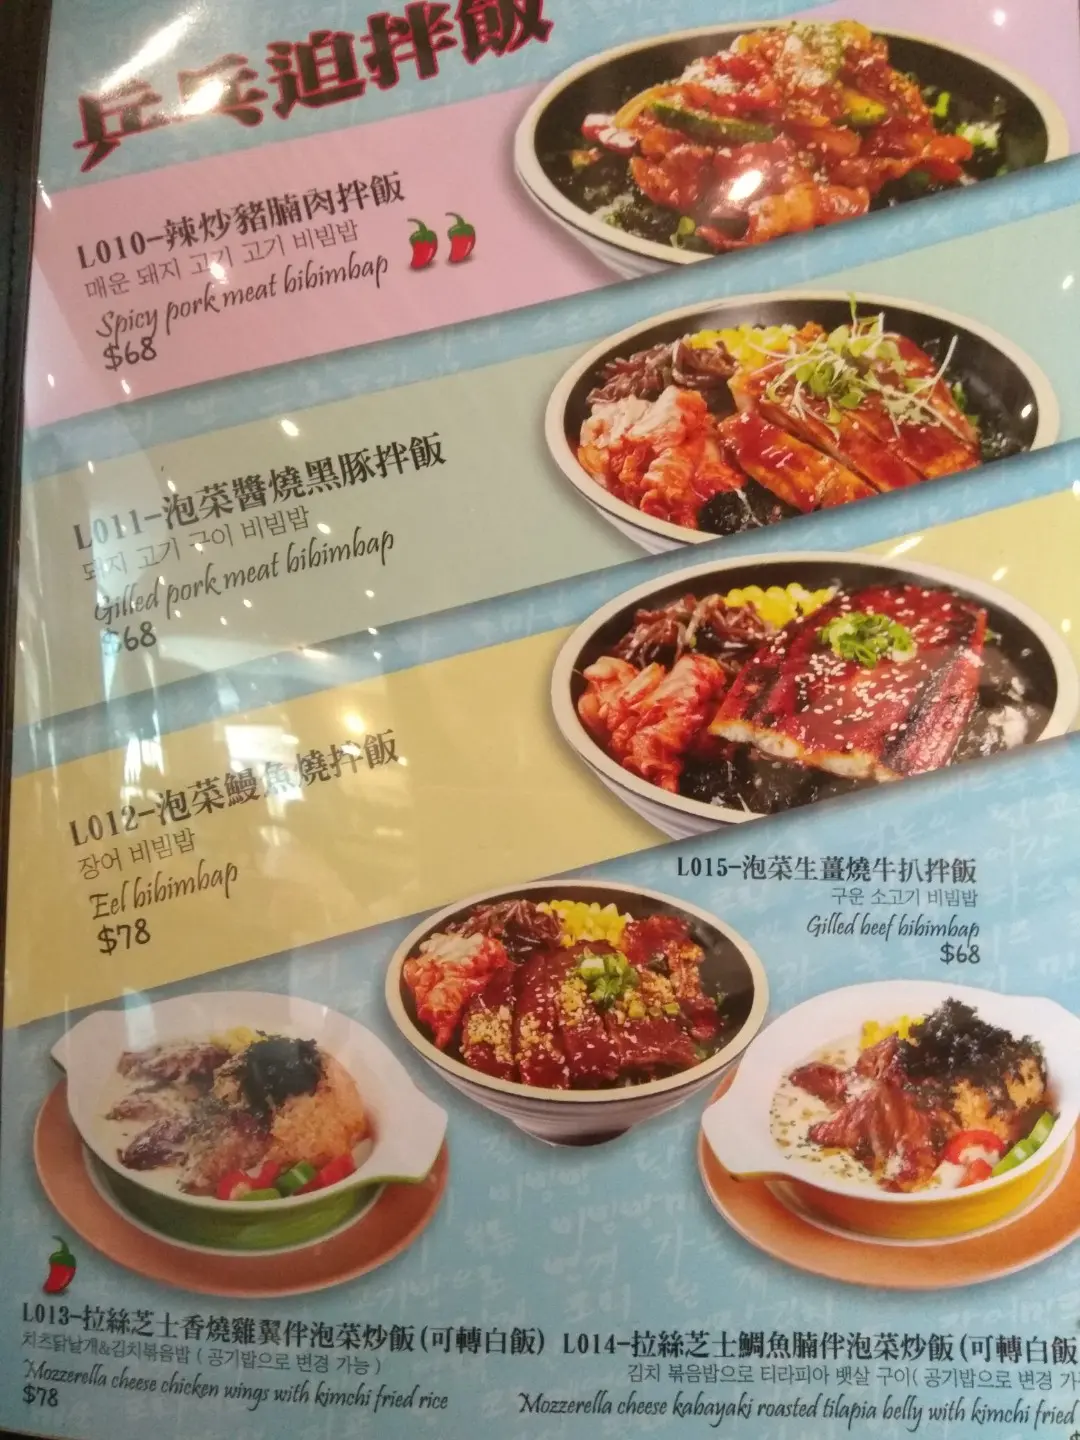 乒乓迫拌飯
L010-辣炒豬腩肉拌飯
매운 돼지 고기 고기 비빔밥
Spicy pork meat bibimbap
$68
L011-泡菜醬燒黑豚拌飯
돼지 고기 구이 비빔밥
Gilled pork meat bibimbap
$68
L012-泡菜鰻魚燒拌飯
장어 비빔밥
Eel bibimbap
$78
L015-泡菜生薑燒牛扒拌飯
구운 소고기 비빔밥
Gilled beef bibimbap
$68
L013-拉絲芝士香燒雞翼伴泡菜炒飯(可轉白飯)
치즈닭날개&김치볶음밥 ( 공기밥으로 변경 가능 )
Mozzerella cheese chicken wings with kimchi fried rice
$78
L014-拉絲芝士鯛魚腩伴泡菜炒飯(可轉白飯
김치 볶음밥으로 티라피아 뱃살 구이( 공기밥으로 변경 가
Mozzerella cheese kabayaki roasted tilapia belly with kimchi fried